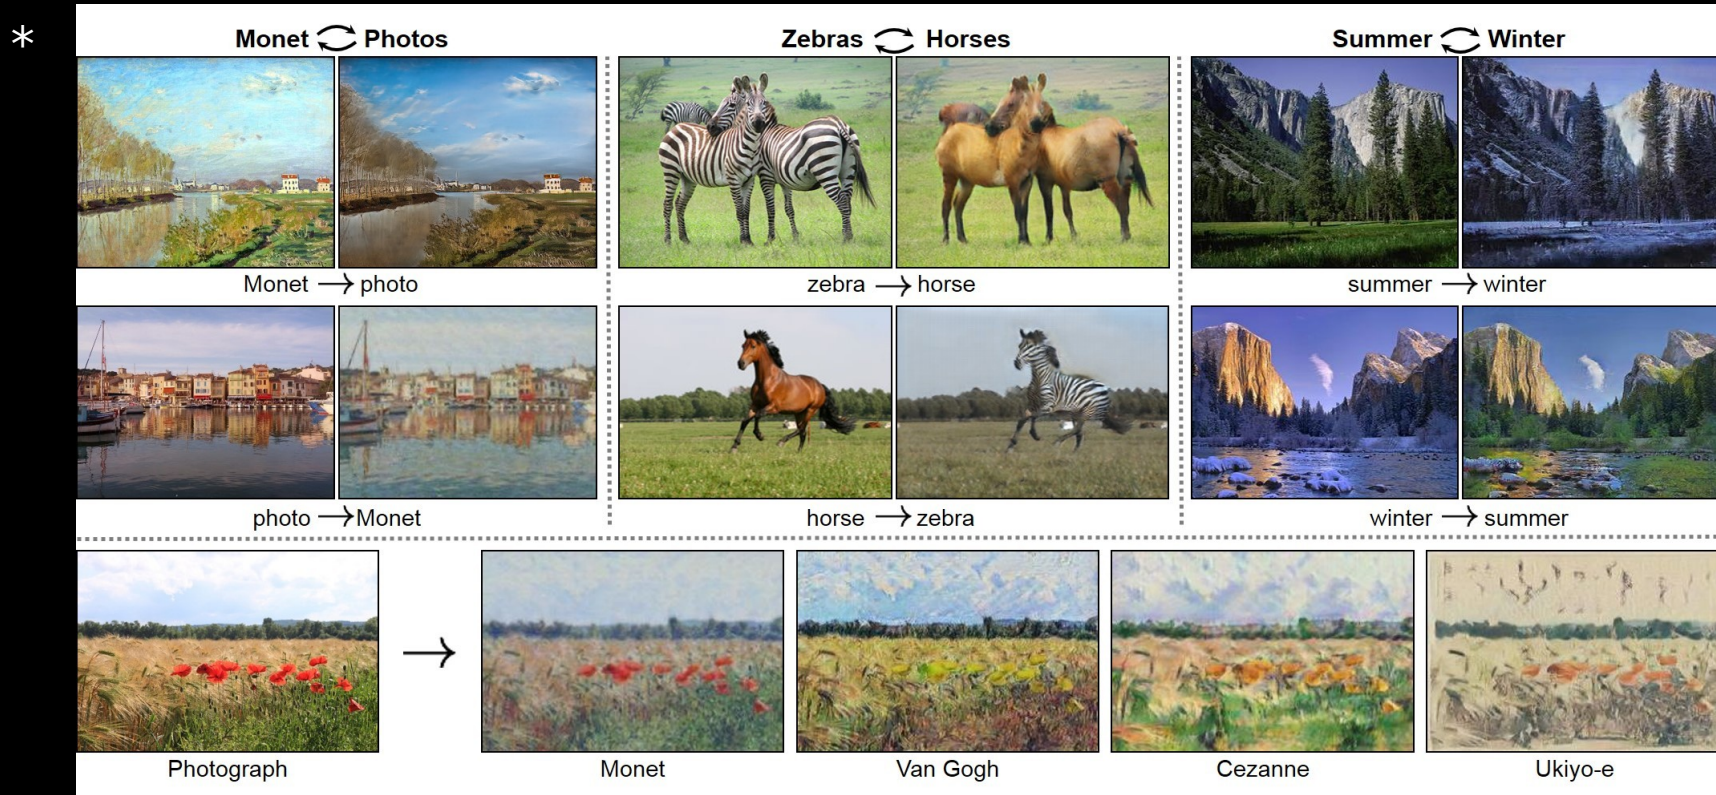 *
Monet ⇄ Photos
Zebras ⇄ Horses
Summer ⇄ Winter
Monet → photo
zebra → horse
summer → winter
photo → Monet
horse → zebra
winter → summer
Photograph
→
Monet
Van Gogh
Cezanne
Ukiyo-e